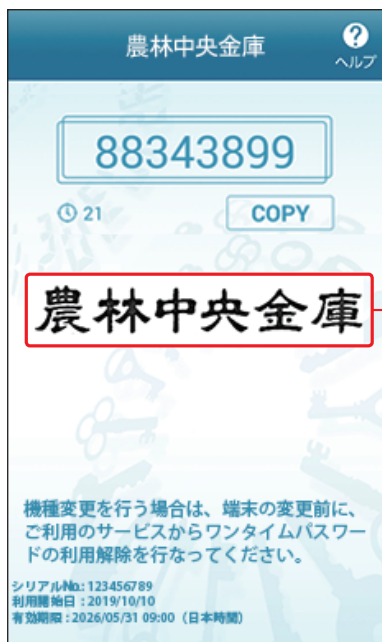 農林中央金庫
?
ヘルプ
88343899
21
COPY
農林中央金庫
機種変更を行う場合は、端末の変更前に、
ご利用のサービスからワンタイムパスワー
ドの利用解除を行なってください。
シリアルNo.: 123456789
利用開始日 : 2019/10/10
有効期限 : 2026/05/31 09:00（日本時間）